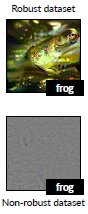 Robust dataset
frog
frog
Non-robust dataset